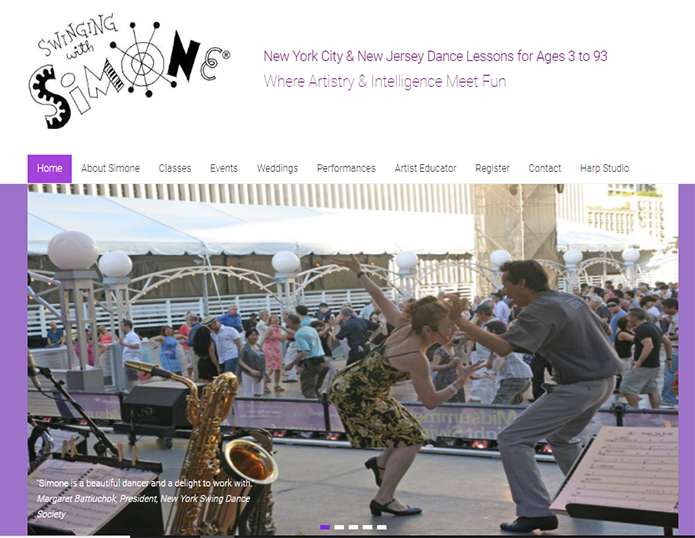 SWINGING
with
SiMONE®
New York City & New Jersey Dance Lessons for Ages 3 to 93
Where Artistry & Intelligence Meet Fun
Home About Simone Classes Events Weddings Performances Artist Educator Register Contact Harp Studio
Midsummer
"Simone is a beautiful dancer and a delight to work with."
Margaret Battiuchok, President, New York Swing Dance
Society